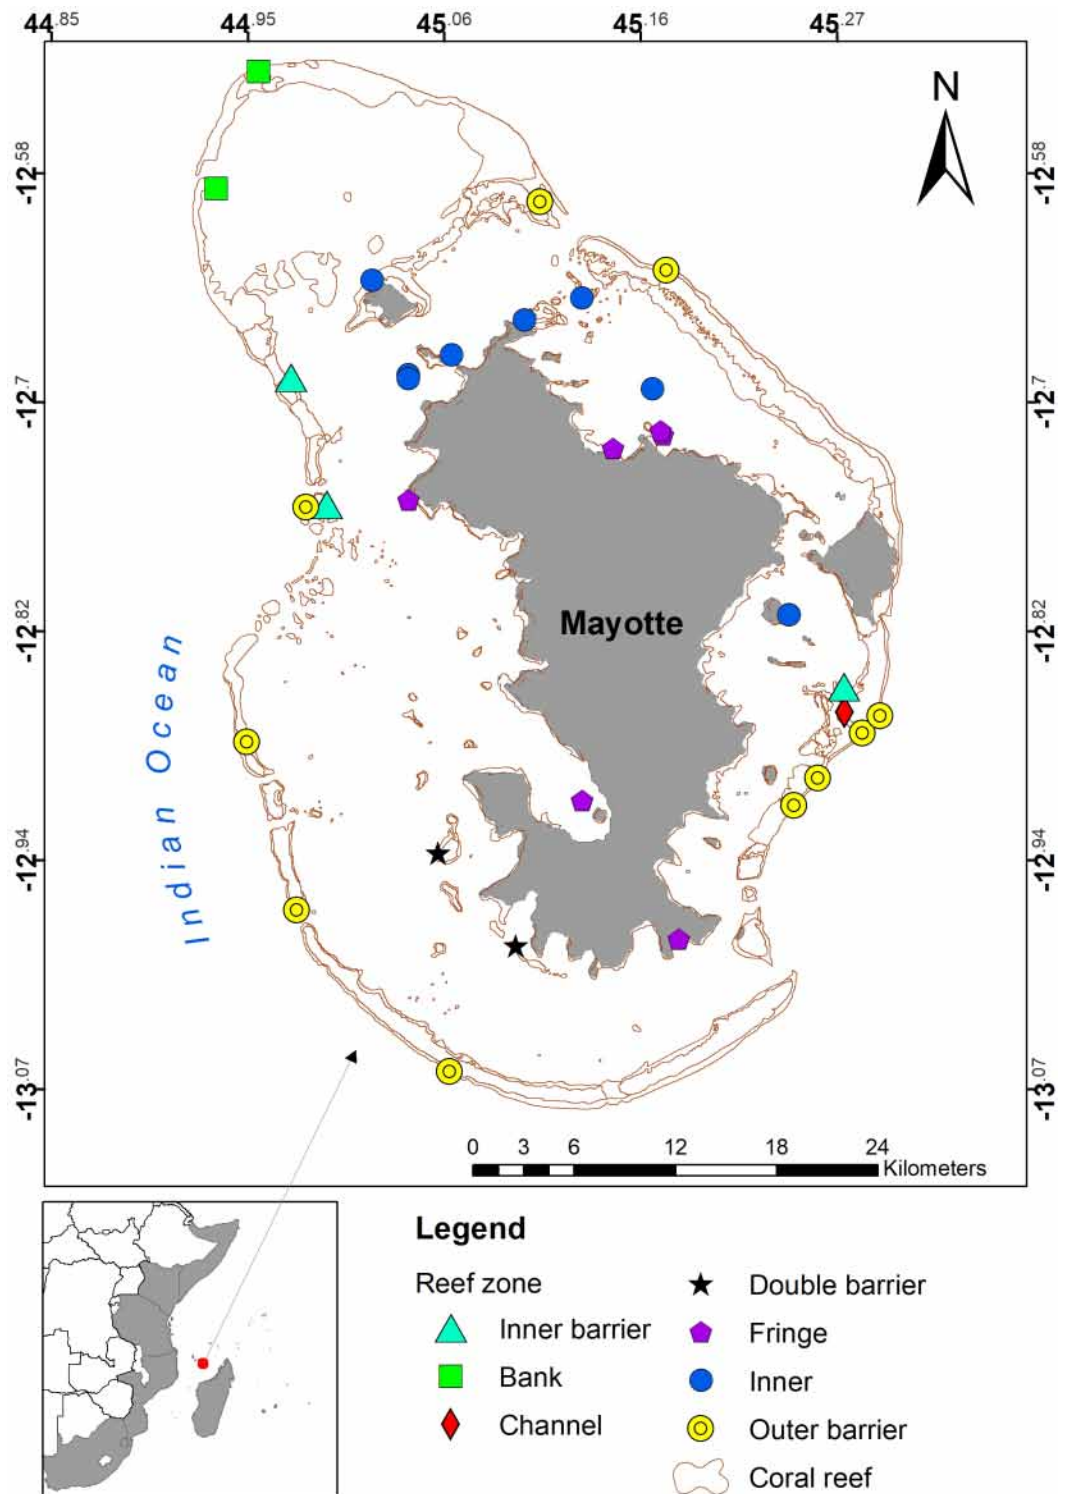 44.85 44.95 45.06 45.16 45.27
N
-12.58 -12.58
-12.7 -12.7
Mayotte
-12.82 -12.82
Indian Ocean
-12.94 -12.94
-13.07 -13.07
0 3 6 12 18 24
Kilometers
Legend
Reef zone
Inner barrier
Bank
Channel
Double barrier
Fringe
Inner
Outer barrier
Coral reef